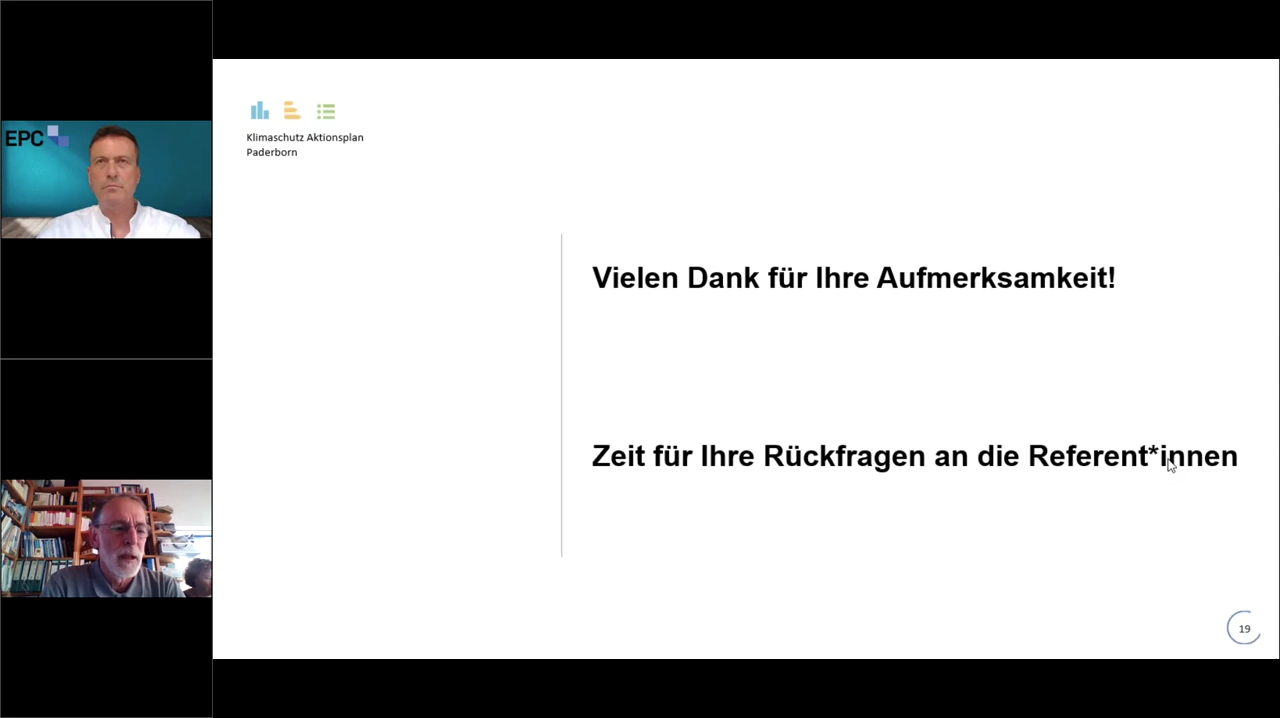 EPC
Klimaschutz Aktionsplan
Paderborn
Vielen Dank für Ihre Aufmerksamkeit!
Zeit für Ihre Rückfragen an die Referent*innen
19